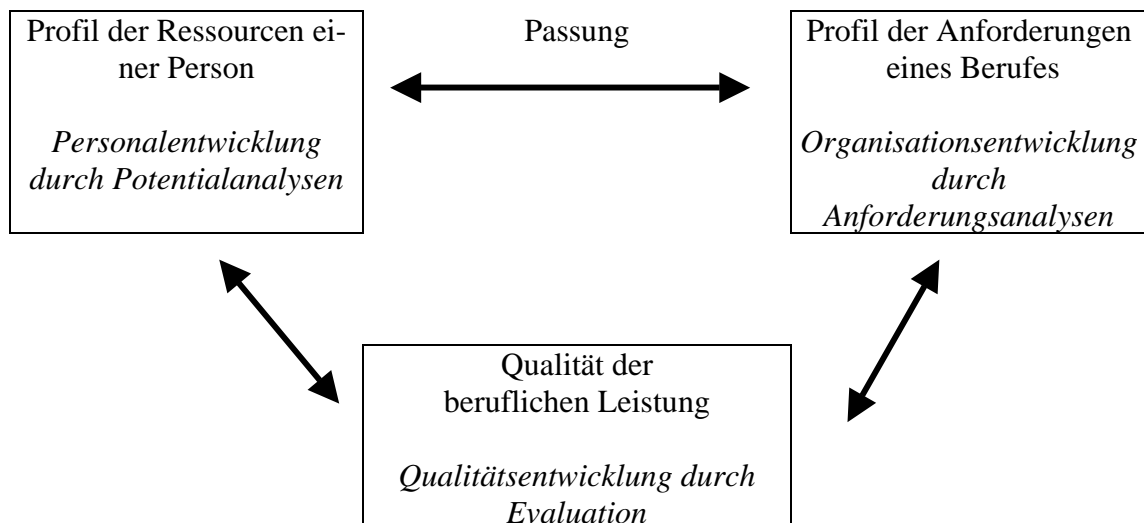 Profil der Ressourcen ei-
ner Person
Personalentwicklung
durch Potentialanalysen
Passung
Profil der Anforderungen
eines Berufes
Organisationsentwicklung
durch
Anforderungsanalysen
Qualität der
beruflichen Leistung
Qualitätsentwicklung durch
Evaluation